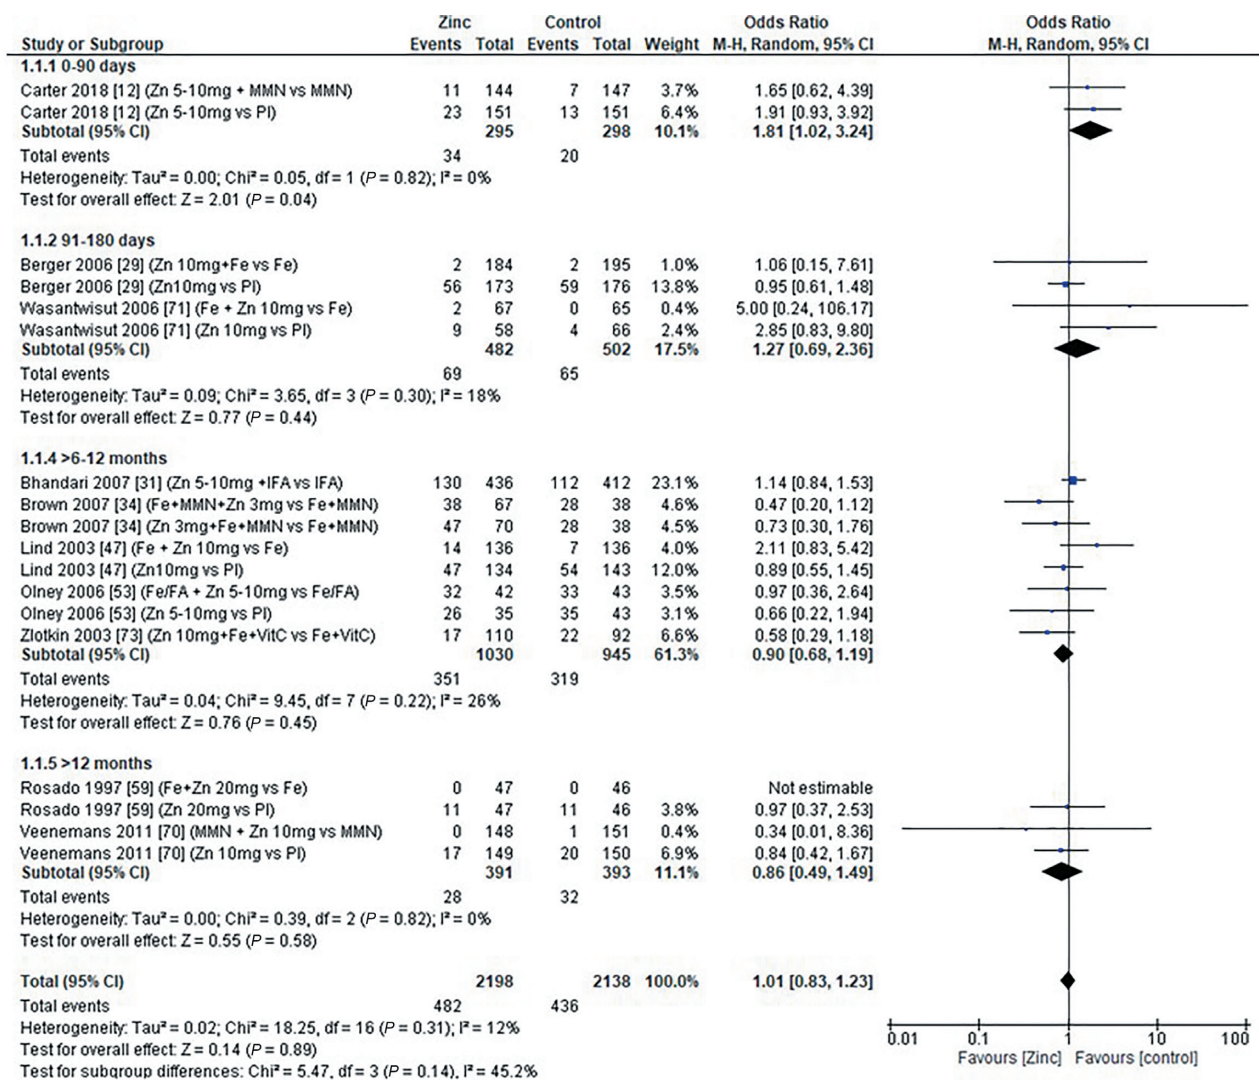 Zinc Control Odds Ratio Odds Ratio
Study or Subgroup Events Total Events Total Weight M-H, Random, 95% CI M-H, Random, 95% CI
1.1.1 0-90 days
Carter 2018 [12] (Zn 5-10mg + MMN vs MMN) 11 144 7 147 3.7% 1.65 [0.62, 4.39]
Carter 2018 [12] (Zn 5-10mg vs Pl) 23 151 13 151 6.4% 1.91 [0.93, 3.92]
Subtotal (95% CI) 295 298 10.1% 1.81 [1.02, 3.24]
Total events 34 20
Heterogeneity: Tau² = 0.00; Chi² = 0.05, df = 1 (P = 0.82); I² = 0%
Test for overall effect: Z = 2.01 (P = 0.04)
1.1.2 91-180 days
Berger 2006 [29] (Zn 10mg+Fe vs Fe) 2 184 2 195 1.0% 1.06 [0.15, 7.61]
Berger 2006 [29] (Zn10mg vs Pl) 56 173 59 176 13.8% 0.95 [0.61, 1.48]
Wasantwisut 2006 [71] (Fe + Zn 10mg vs Fe) 2 67 0 65 0.4% 5.00 [0.24, 106.17]
Wasantwisut 2006 [71] (Zn 10mg vs Pl) 9 58 4 66 2.4% 2.85 [0.83, 9.80]
Subtotal (95% CI) 482 502 17.5% 1.27 [0.69, 2.36]
Total events 69 65
Heterogeneity: Tau² = 0.09; Chi² = 3.65, df = 3 (P = 0.30); I² = 18%
Test for overall effect: Z = 0.77 (P = 0.44)
1.1.4 >6-12 months
Bhandari 2007 [31] (Zn 5-10mg +IFA vs IFA) 130 436 112 412 23.1% 1.14 [0.84, 1.53]
Brown 2007 [34] (Fe+MMN+Zn 3mg vs Fe+MMN) 38 67 28 38 4.6% 0.47 [0.20, 1.12]
Brown 2007 [34] (Zn 3mg+Fe+MMN vs Fe+MMN) 47 70 28 38 4.5% 0.73 [0.30, 1.76]
Lind 2003 [47] (Fe + Zn 10mg vs Fe) 14 136 7 136 4.0% 2.11 [0.83, 5.42]
Lind 2003 [47] (Zn10mg vs Pl) 47 134 54 143 12.0% 0.89 [0.55, 1.45]
Olney 2006 [53] (Fe/FA + Zn 5-10mg vs Fe/FA) 32 42 33 43 3.5% 0.97 [0.36, 2.64]
Olney 2006 [53] (Zn 5-10mg vs Pl) 26 35 35 43 3.1% 0.66 [0.22, 1.94]
Zlotkin 2003 [73] (Zn 10mg+Fe+VitC vs Fe+VitC) 17 110 22 92 6.6% 0.58 [0.29, 1.18]
Subtotal (95% CI) 1030 945 61.3% 0.90 [0.68, 1.19]
Total events 351 319
Heterogeneity: Tau² = 0.04; Chi² = 9.45, df = 7 (P = 0.22); I² = 26%
Test for overall effect: Z = 0.76 (P = 0.45)
1.1.5 >12 months
Rosado 1997 [59] (Fe+Zn 20mg vs Fe) 0 47 0 46 Not estimable
Rosado 1997 [59] (Zn 20mg vs Pl) 11 47 11 46 3.8% 0.97 [0.37, 2.53]
Veenemans 2011 [70] (MMN + Zn 10mg vs MMN) 0 148 1 151 0.4% 0.34 [0.01, 8.36]
Veenemans 2011 [70] (Zn 10mg vs Pl) 17 149 20 150 6.9% 0.84 [0.42, 1.67]
Subtotal (95% CI) 391 393 11.1% 0.86 [0.49, 1.49]
Total events 28 32
Heterogeneity: Tau² = 0.00; Chi² = 0.39, df = 2 (P = 0.82); I² = 0%
Test for overall effect: Z = 0.55 (P = 0.58)
Total (95% CI) 2198 2138 100.0% 1.01 [0.83, 1.23]
Total events 482 436
Heterogeneity: Tau² = 0.02; Chi² = 18.25, df = 16 (P = 0.31); I² = 12%
Test for overall effect: Z = 0.14 (P = 0.89)
Test for subgroup differences: Chi² = 5.47, df = 3 (P = 0.14), I² = 45.2%
0.01 0.1 1 10 100
Favours [Zinc] Favours [control]